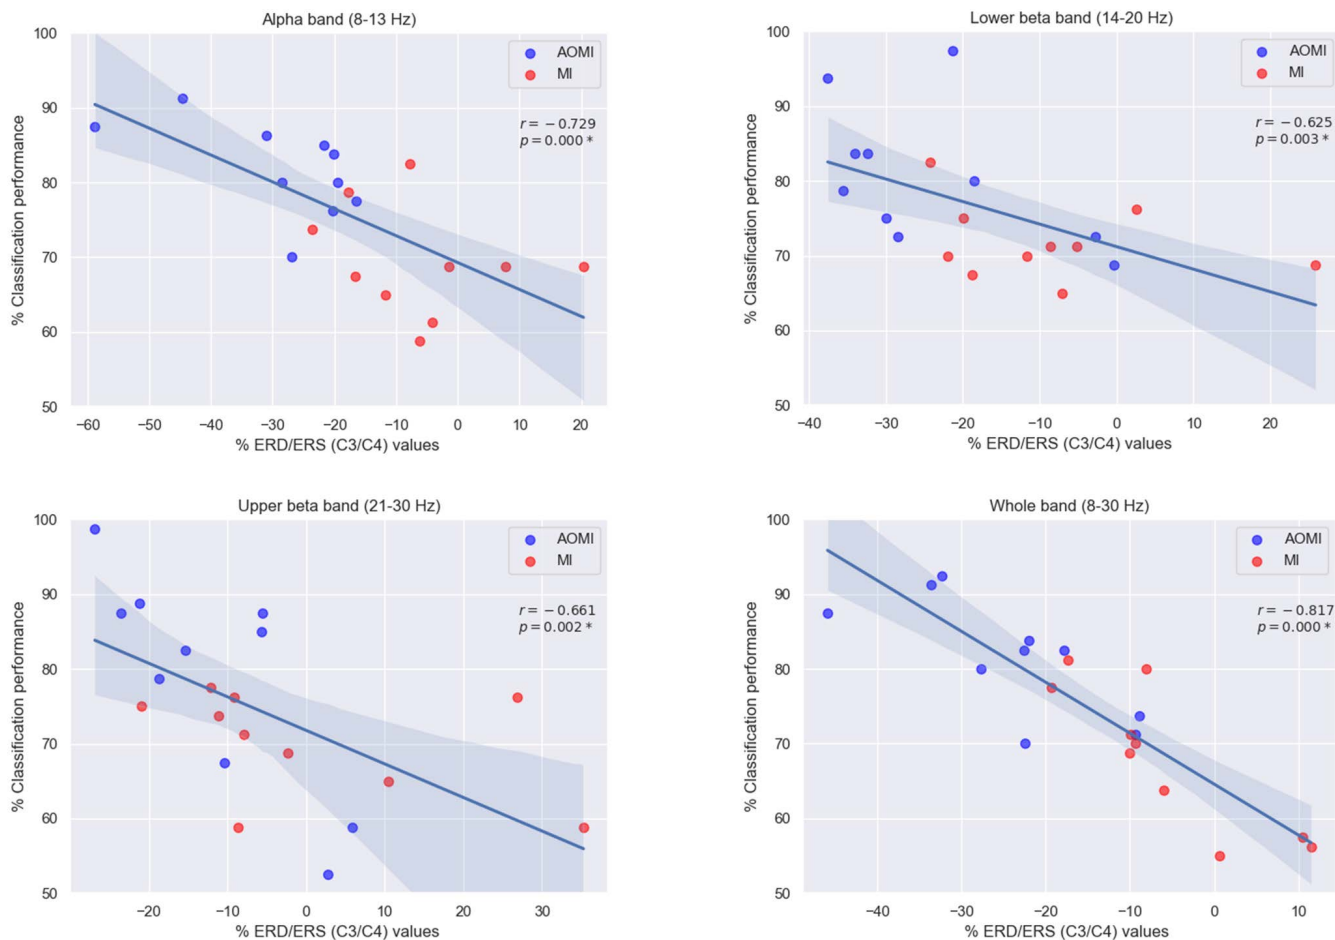 Alpha band (8-13 Hz)
100
90
80
70
60
50
% Classification performance
AOMI
MI
r = −0.729
p = 0.000 *
−60 −50 −40 −30 −20 −10 0 10 20
% ERD/ERS (C3/C4) values
Lower beta band (14-20 Hz)
100
90
80
70
60
50
% Classification performance
AOMI
MI
r = −0.625
p = 0.003 *
−40 −30 −20 −10 0 10 20
% ERD/ERS (C3/C4) values
Upper beta band (21-30 Hz)
100
90
80
70
60
50
% Classification performance
AOMI
MI
r = −0.661
p = 0.002 *
−20 −10 0 10 20 30
% ERD/ERS (C3/C4) values
Whole band (8-30 Hz)
100
90
80
70
60
50
% Classification performance
AOMI
MI
r = −0.817
p = 0.000 *
−40 −30 −20 −10 0 10
% ERD/ERS (C3/C4) values